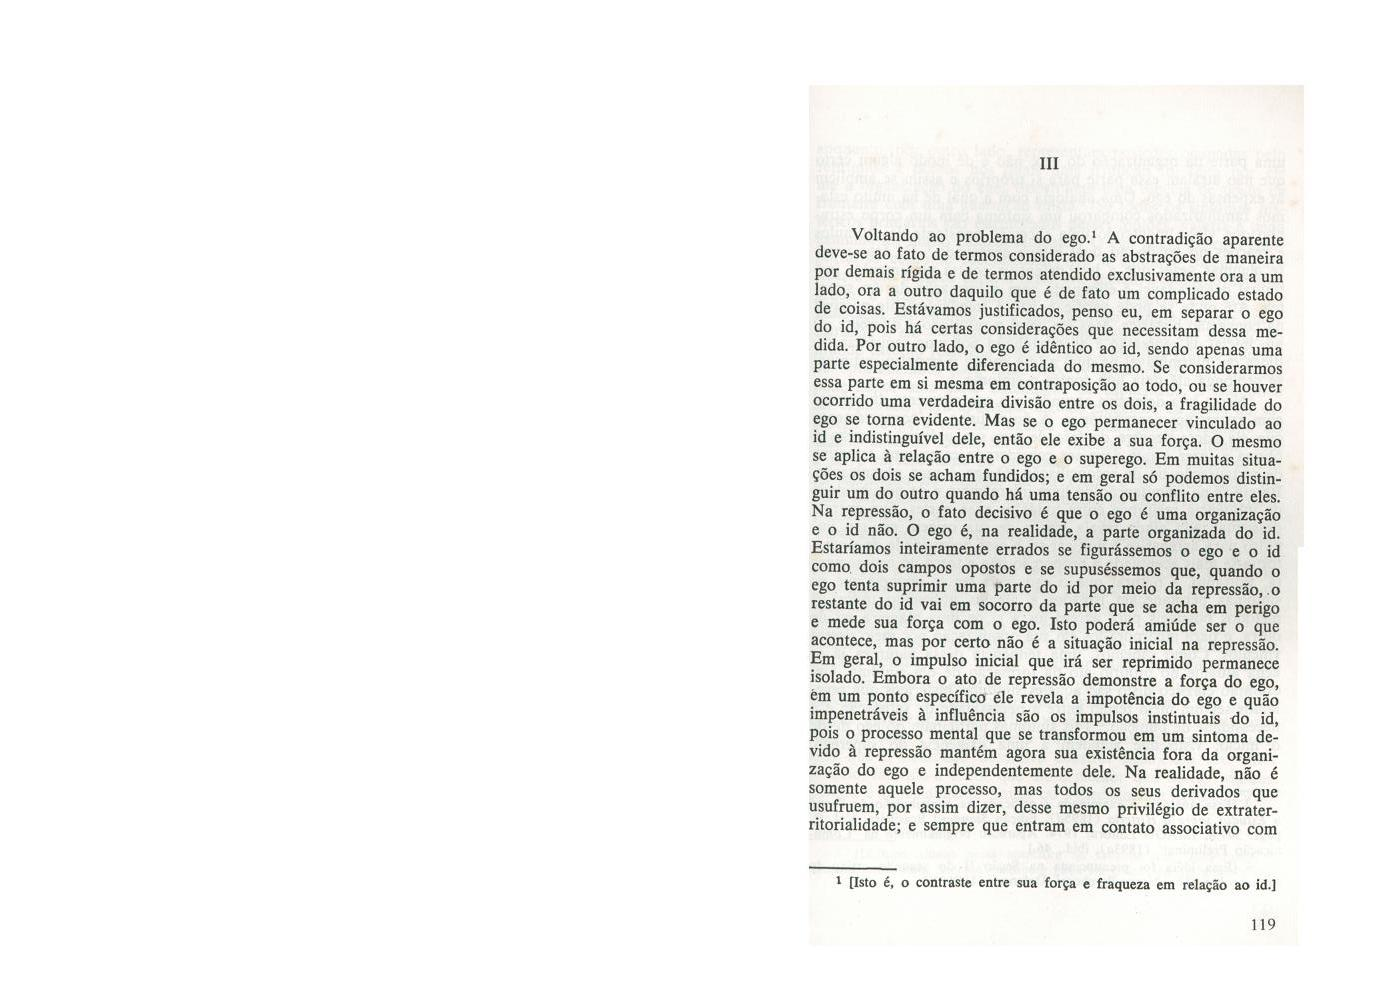 III
Voltando ao problema do ego.¹ A contradição aparente
deve-se ao fato de termos considerado as abstrações de maneira
por demais rígida e de termos atendido exclusivamente ora a um
lado, ora a outro daquilo que é de fato um complicado estado
de coisas. Estávamos justificados, penso eu, em separar o ego
do id, pois há certas considerações que necessitam dessa me-
dida. Por outro lado, o ego é idêntico ao id, sendo apenas uma
parte especialmente diferenciada do mesmo. Se considerarmos
essa parte em si mesma em contraposição ao todo, ou se houver
ocorrido uma verdadeira divisão entre os dois, a fragilidade do
ego se torna evidente. Mas se o ego permanecer vinculado ao
id e indistinguível dele, então ele exibe a sua força. O mesmo
se aplica à relação entre o ego e o superego. Em muitas situa-
ções os dois se acham fundidos; e em geral só podemos distin-
guir um do outro quando há uma tensão ou conflito entre eles.
Na repressão, o fato decisivo é que o ego é uma organização
e o id não. O ego é, na realidade, a parte organizada do id.
Estaríamos inteiramente errados se figurássemos o ego e o id
como dois campos opostos e se supuséssemos que, quando o
ego tenta suprimir uma parte do id por meio da repressão, o
restante do id vai em socorro da parte que se acha em perigo
e mede sua força com o ego. Isto poderá amiúde ser o que
acontece, mas por certo não é a situação inicial na repressão.
Em geral, o impulso inicial que irá ser reprimido permanece
isolado. Embora o ato de repressão demonstre a força do ego,
em um ponto específico ele revela a impotência do ego e quão
impenetráveis à influência são os impulsos instintuais do id,
pois o processo mental que se transformou em um sintoma de-
vido à repressão mantém agora sua existência fora da organi-
zação do ego e independentemente dele. Na realidade, não é
somente aquele processo, mas todos os seus derivados que
usufruem, por assim dizer, desse mesmo privilégio de extrater-
ritorialidade; e sempre que entram em contato associativo com
¹ [Isto é, o contraste entre sua força e fraqueza em relação ao id.]
119